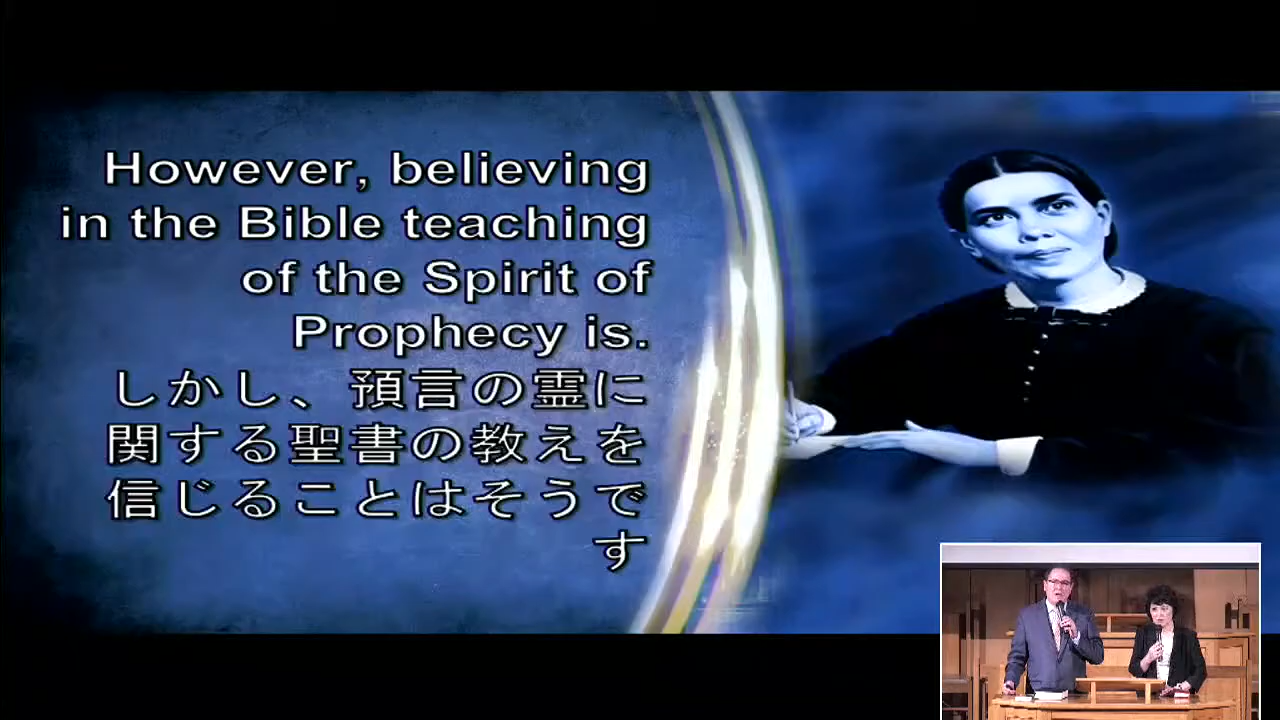 However, believing
in the Bible teaching
of the Spirit of
Prophecy is.
しかし、預言の霊に
関する聖書の教えを
信じることはそうで
す